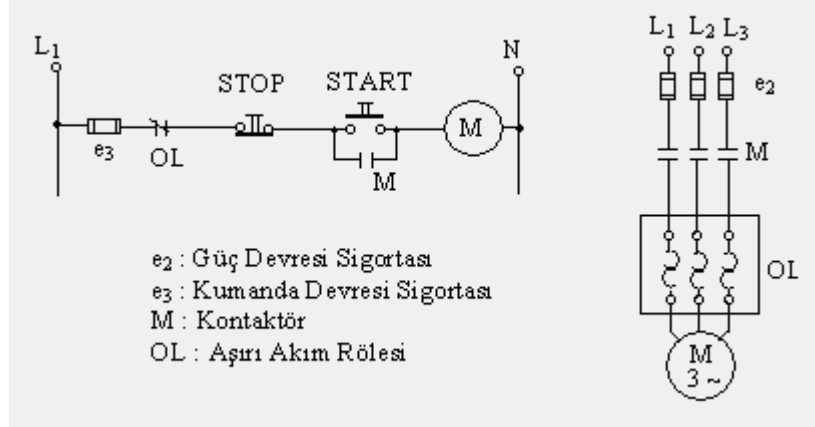 L1
N
STOP
START
M
e3
OL
M
e2 : Güç Devresi Sigortası
e3 : Kumanda Devresi Sigortası
M : Kontaktör
OL : Aşırı Akım Rölesi
L1 L2 L3
e2
M
OL
M
3 ~